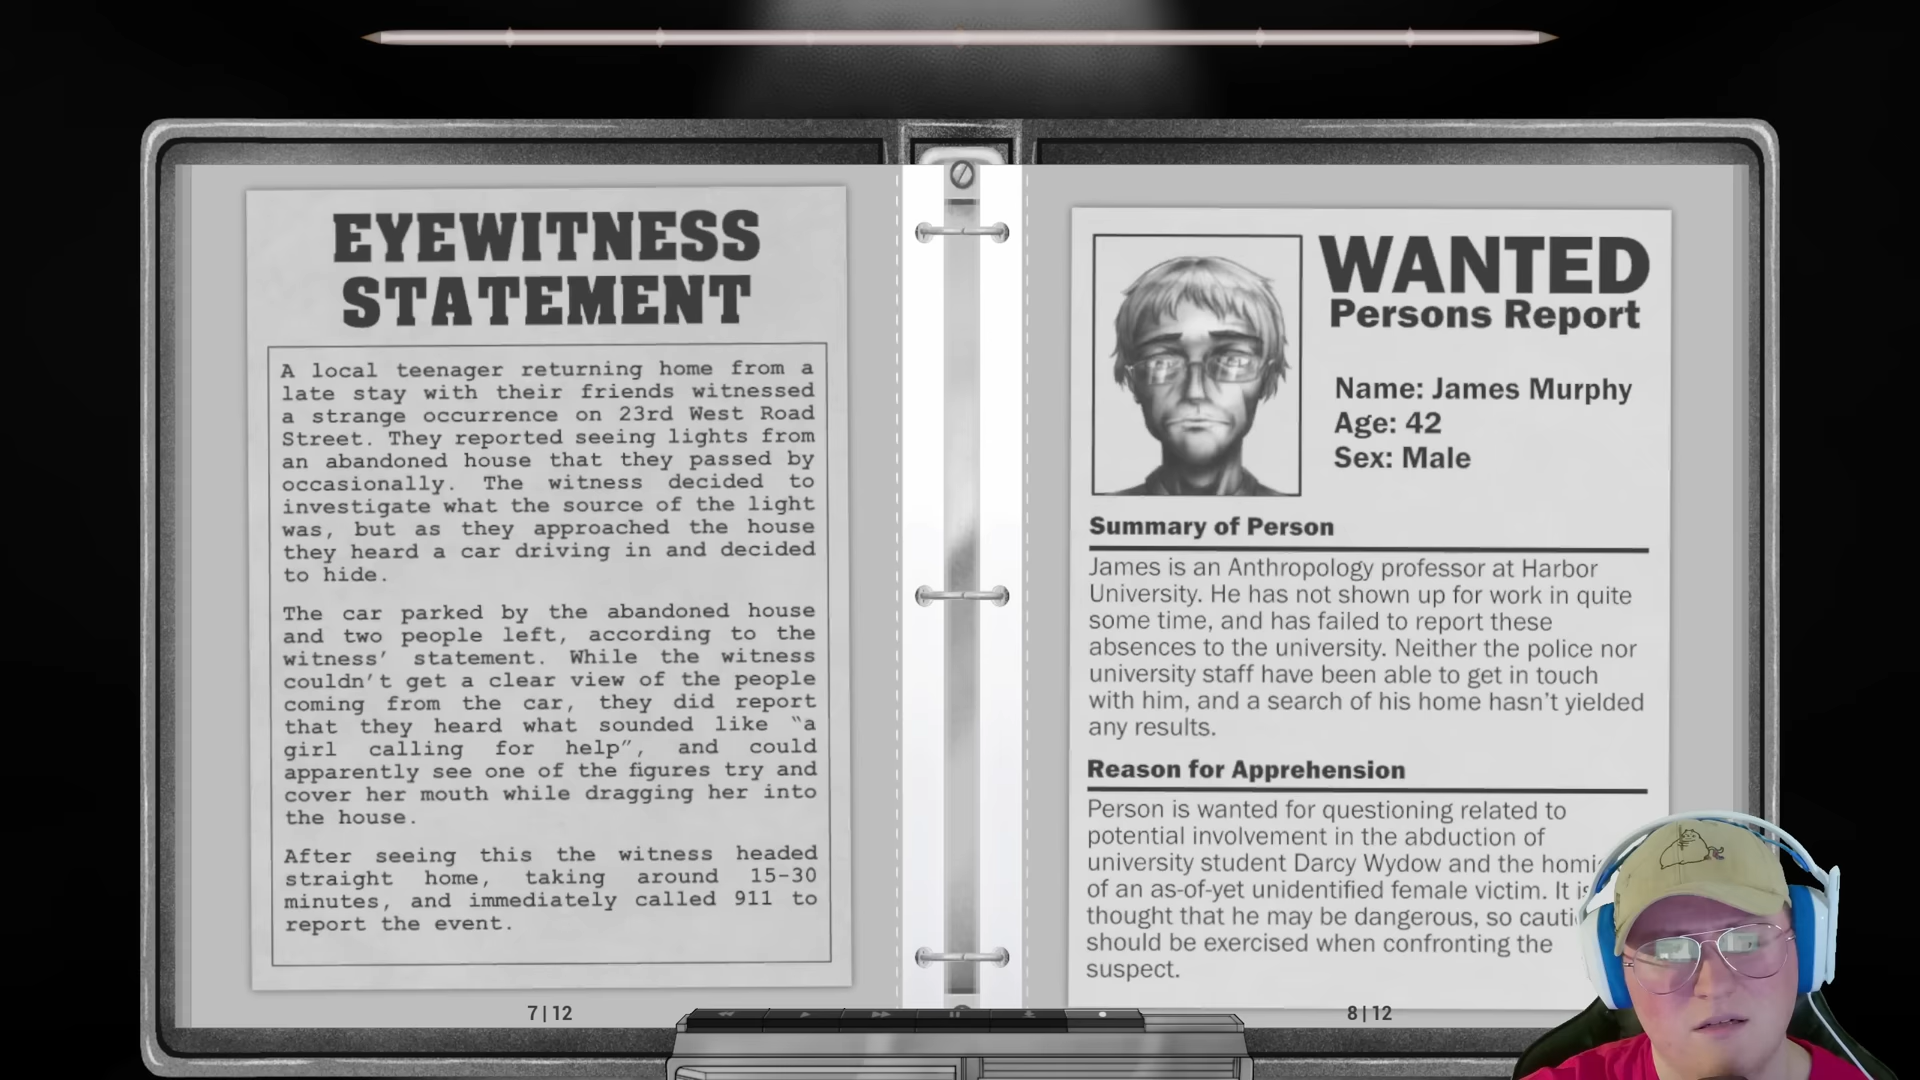 EYEWITNESS
STATEMENT
A local teenager returning home from a
late stay with their friends witnessed
a strange occurrence on 23rd West Road
Street. They reported seeing lights from
an abandoned house that they passed by
occasionally. The witness decided to
investigate what the source of the light
was, but as they approached the house
they heard a car driving in and decided
to hide.
The car parked by the abandoned house
and two people left, according to the
witness' statement. While the witness
couldn't get a clear view of the people
coming from the car, they did report
that they heard what sounded like "a
girl calling for help", and could
apparently see one of the figures try and
cover her mouth while dragging her into
the house.
After seeing this the witness headed
straight home, taking around 15-30
minutes, and immediately called 911 to
report the event.
7|12
WANTED
Persons Report
Name: James Murphy
Age: 42
Sex: Male
Summary of Person
James is an Anthropology professor at Harbor
University. He has not shown up for work in quite
some time, and has failed to report these
absences to the university. Neither the police nor
university staff have been able to get in touch
with him, and a search of his home hasn't yielded
any results.
Reason for Apprehension
Person is wanted for questioning related to
potential involvement in the abduction of
university student Darcy Wydow and the
of an as-of-yet unidentified female victim. It
thought that he may be dangerous, so
should be exercised when confronting the
suspect.
8|12